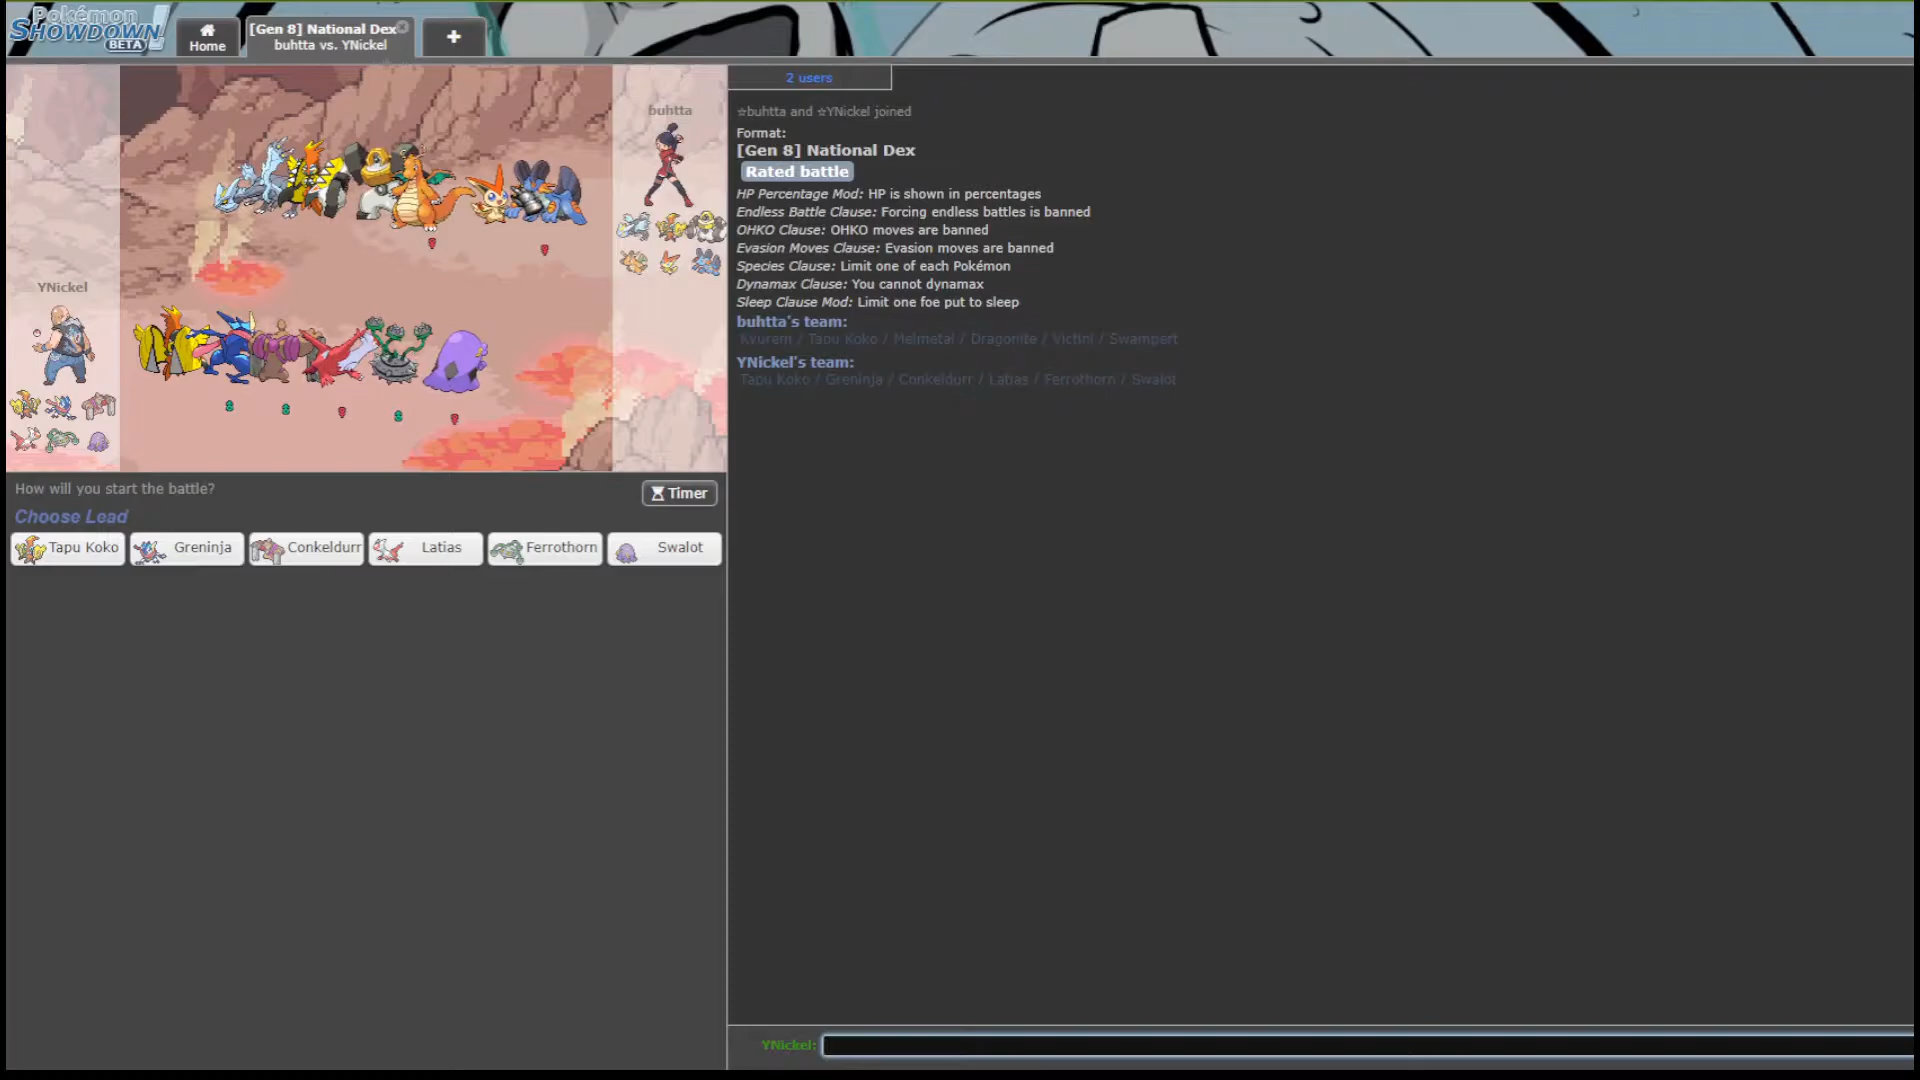 Pokémon
SHOWDOWN!
BETA
Home
[Gen 8] National Dex
buhtta vs. YNickel
buhtta
YNickel
How will you start the battle?
Timer
Choose Lead
Tapu Koko
Greninja
Conkeldurr
Latias
Ferrothorn
Swalot
2 users
☆buhtta and ☆YNickel joined
Format:
[Gen 8] National Dex
Rated battle
HP Percentage Mod: HP is shown in percentages
Endless Battle Clause: Forcing endless battles is banned
OHKO Clause: OHKO moves are banned
Evasion Moves Clause: Evasion moves are banned
Species Clause: Limit one of each Pokémon
Dynamax Clause: You cannot dynamax
Sleep Clause Mod: Limit one foe put to sleep
buhtta's team:
Kyurem / Tapu Koko / Melmetal / Dragonite / Victini / Swampert
YNickel's team:
Tapu Koko / Greninja / Conkeldurr / Latias / Ferrothorn / Swalot
YNickel: